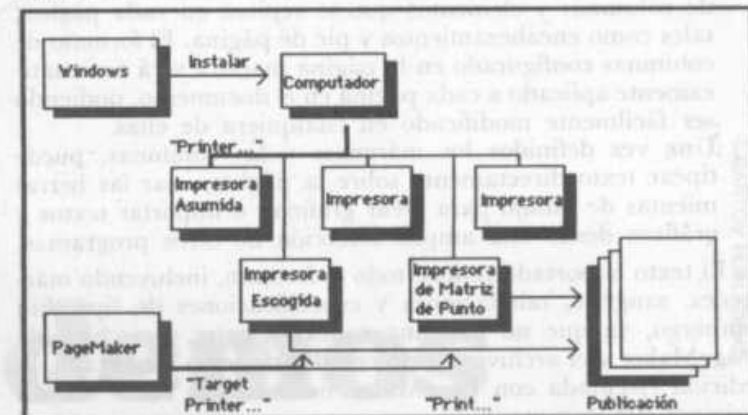 Windows
Instalar
Computador
"Printer..."
Impresora
Asumida
Impresora
Impresora
Impresora
Escogida
Impresora
de Matriz
de Punto
PageMaker
"Target
Printer...
"Print..."
Publicación